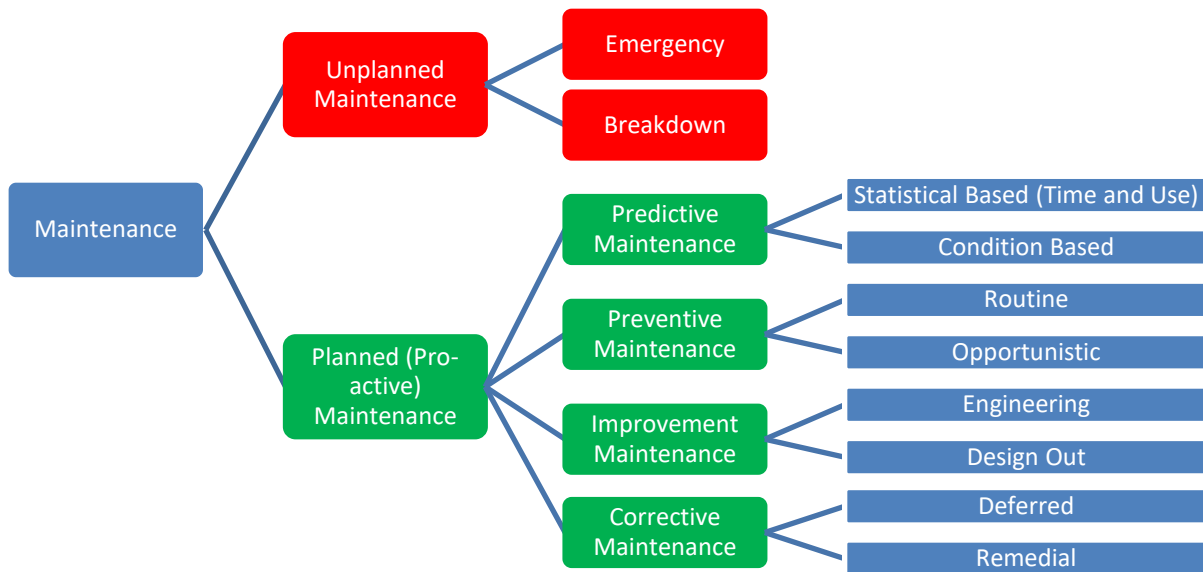 Maintenance
Unplanned
Maintenance
Emergency
Breakdown
Planned (Pro-
active)
Maintenance
Predictive
Maintenance
Statistical Based (Time and Use)
Condition Based
Preventive
Maintenance
Routine
Opportunistic
Improvement
Maintenance
Engineering
Design Out
Corrective
Maintenance
Deferred
Remedial